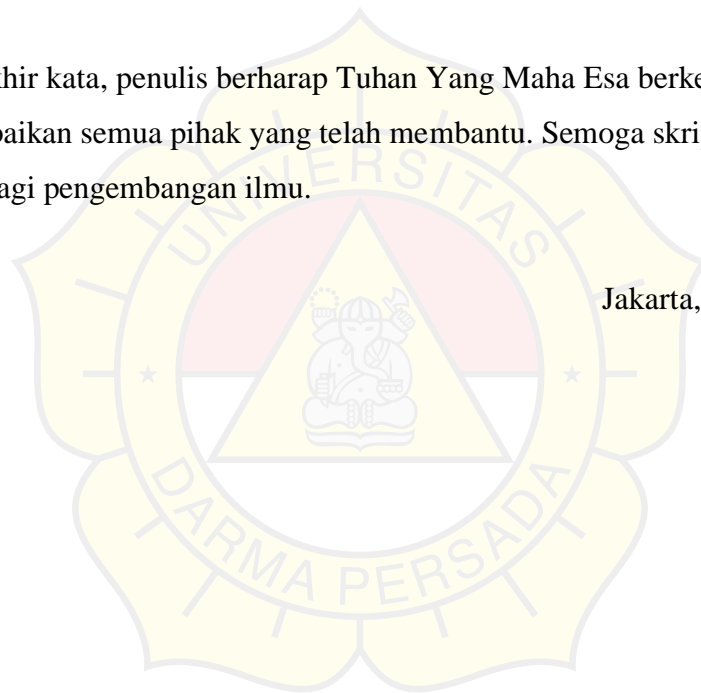 khir kata, penulis berharap Tuhan Yang Maha Esa berke
baikan semua pihak yang telah membantu. Semoga skri
agi pengembangan ilmu.
Jakarta,
UNIVERSITAS
DARMA PERSADA